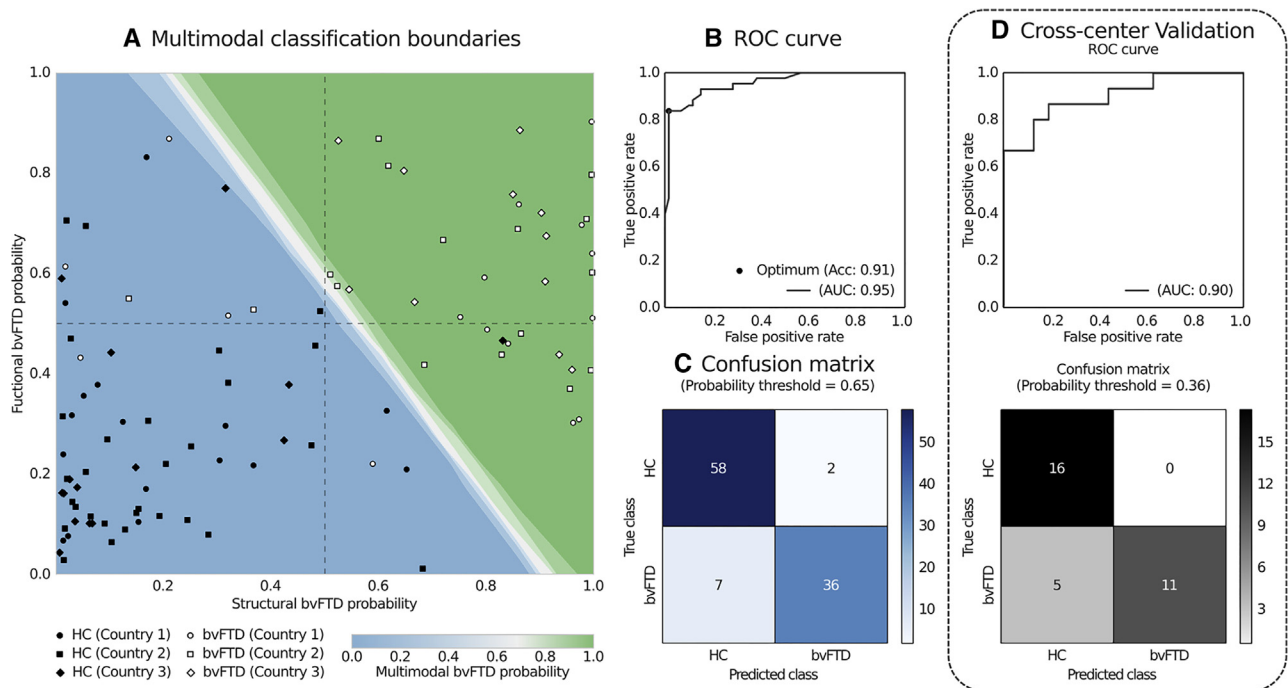 A Multimodal classification boundaries
1.0
0.8
0.6
0.4
0.2
0.0
Fuctional bvFTD probability
0.2
0.4
0.6
0.8
1.0
Structural bvFTD probability
HC (Country 1)
bvFTD (Country 1)
HC (Country 2)
bvFTD (Country 2)
HC (Country 3)
bvFTD (Country 3)
0.0
0.2
0.4
0.6
0.8
1.0
Multimodal bvFTD probability
B ROC curve
1.0
0.8
0.6
0.4
0.2
0.0
True positive rate
Optimum (Acc: 0.91)
(AUC: 0.95)
0.2
0.4
0.6
0.8
1.0
False positive rate
C Confusion matrix
(Probability threshold = 0.65)
HC
bvFTD
True class
58
2
7
36
HC
bvFTD
Predicted class
50
40
30
20
10
D Cross-center Validation
ROC curve
1.0
0.8
0.6
0.4
0.2
0.0
True positive rate
(AUC: 0.90)
0.2
0.4
0.6
0.8
1.0
False positive rate
Confusion matrix
(Probability threshold = 0.36)
HC
bvFTD
True class
16
0
5
11
HC
bvFTD
Predicted class
15
12
9
6
3